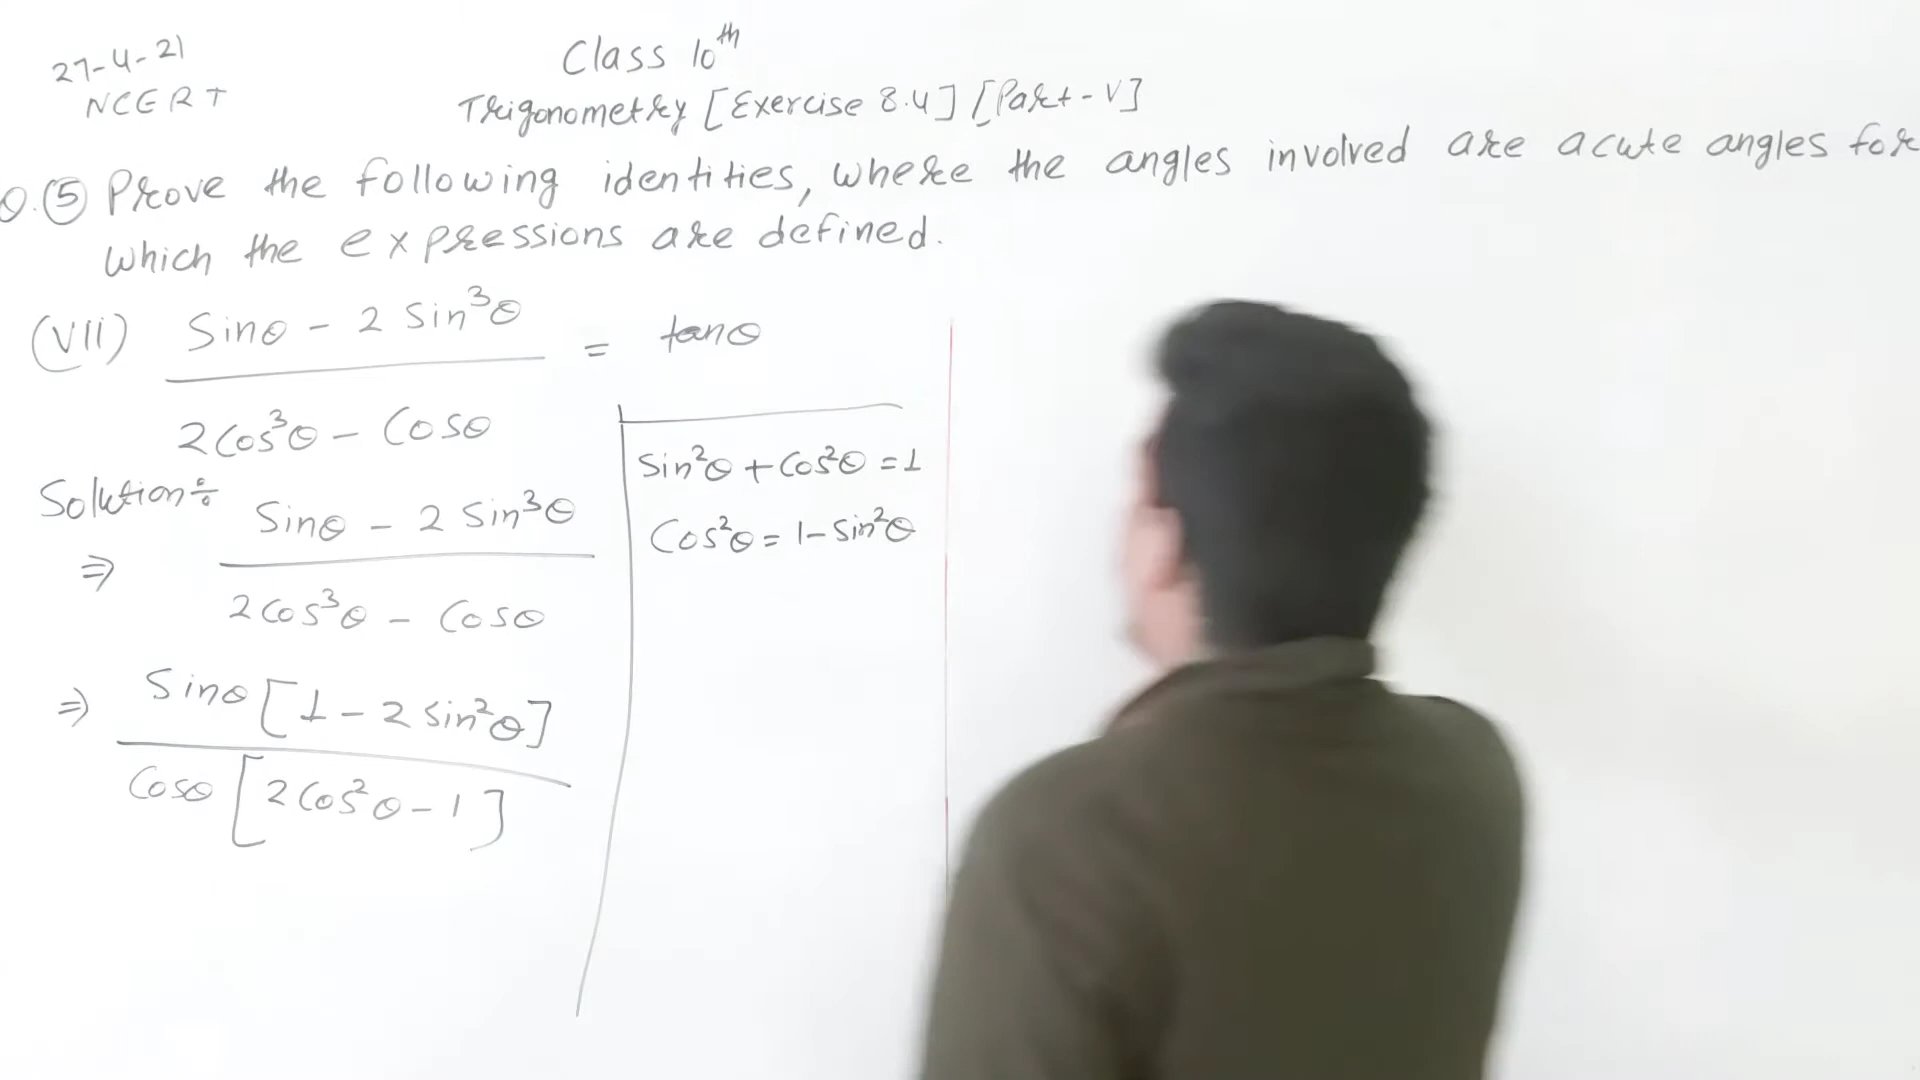 27-4-21
NCERT
Class 10th
Trigonometry [Exercise 8.4] [Part-V]
Q.⑤ Prove the following identities, where the angles involved are acute angles for
which the expressions are defined.
(VII) Sinθ - 2 Sin³θ / 2Cos³θ - Cosθ = tanθ
Solution÷
⇒ Sinθ - 2 Sin³θ / 2Cos³θ - Cosθ
⇒ Sinθ [1 - 2 Sin²θ] / Cosθ [2Cos²θ - 1]
Sin²θ + Cos²θ = 1
Cos²θ = 1 - Sin²θ